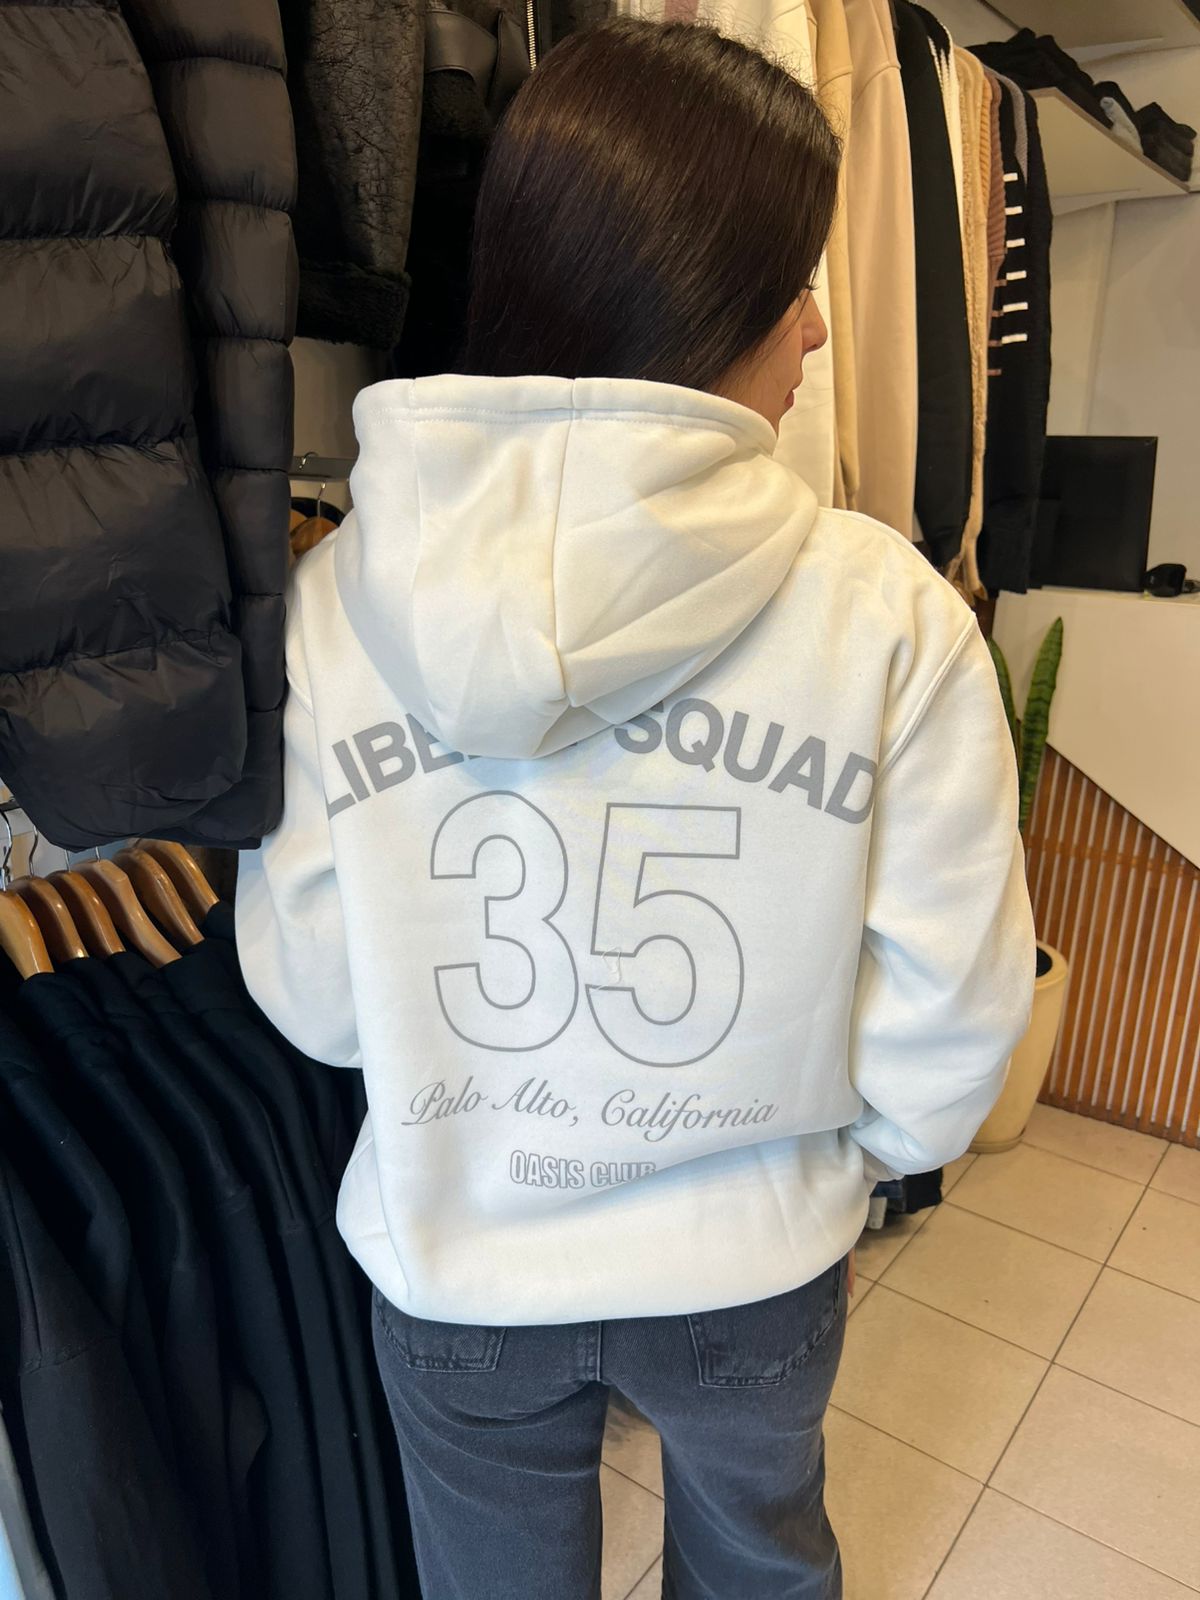 SQUAD
35
Palo Alto, California
OASIS CLUB